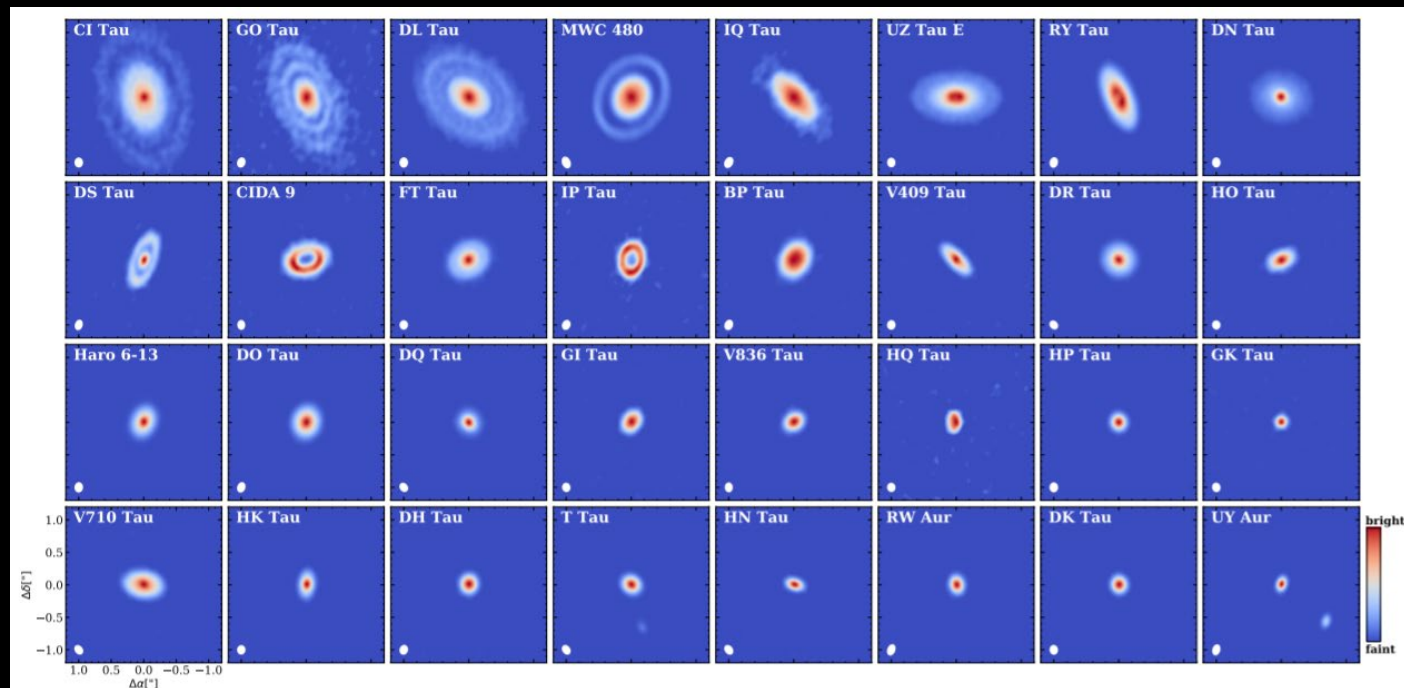 CI Tau
GO Tau
DL Tau
MWC 480
IQ Tau
UZ Tau E
RY Tau
DN Tau
DS Tau
CIDA 9
FT Tau
IP Tau
BP Tau
V409 Tau
DR Tau
HO Tau
Haro 6-13
DO Tau
DQ Tau
GI Tau
V836 Tau
HQ Tau
HP Tau
GK Tau
V710 Tau
HK Tau
DH Tau
T Tau
HN Tau
RW Aur
DK Tau
UY Aur
bright
faint
1.0
0.5
0.0
−0.5
−1.0
Δδ["]
1.0 0.5 0.0 −0.5 −1.0
Δα["]